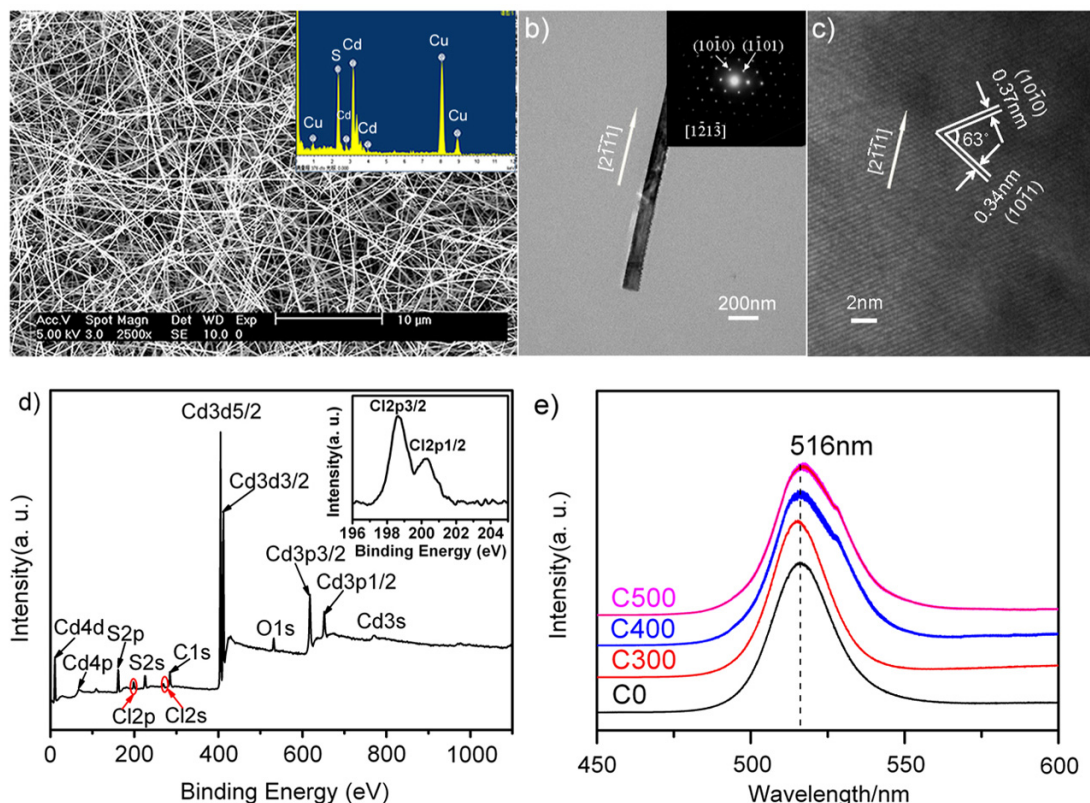 a)
Cu
S
Cd
Cd
Cd
Cu
Cu
Acc.V Spot Magn Det WD Exp
5.00 kV 3.0 2500x SE 10.0 0
10 μm
b)
(101̄0)
(11̄01)
[12̄13̄]
[21̄1̄1]
200nm
c)
(101̄0)
0.37nm
63°
0.34nm
(101̄1)
[21̄1̄1]
2nm
d)
Intensity(a. u.)
Cd3d5/2
Cd3d3/2
Cd3p3/2
Cd3p1/2
Cd3s
O1s
Cd4d
Cd4p
S2p
S2s
C1s
Cl2p
Cl2s
0 200 400 600 800 1000
Binding Energy (eV)
Cl2p3/2
Cl2p1/2
Intensity(a. u.)
196 198 200 202 204
Binding Energy (eV)
e)
516nm
Intensity(a. u.)
C500
C400
C300
C0
450 500 550 600
Wavelength/nm